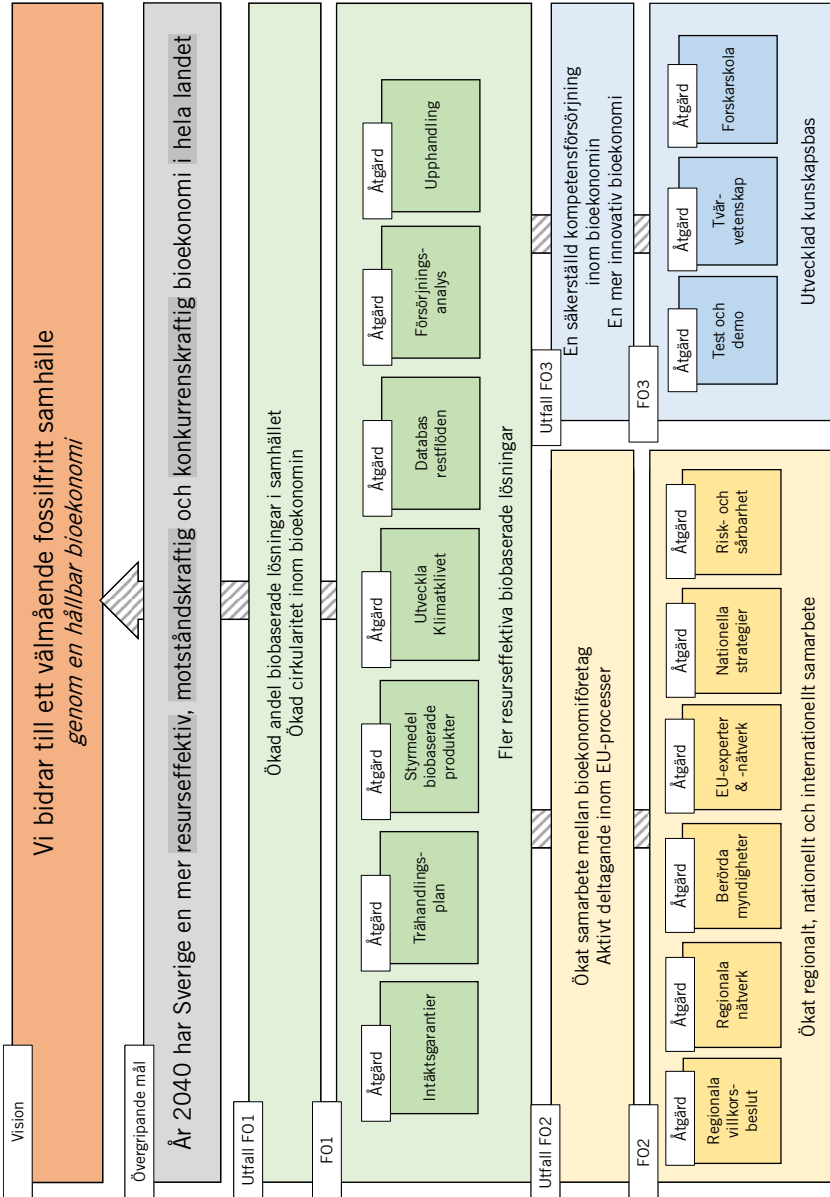 Vision
Vi bidrar till ett välmående fossilfritt samhälle
genom en hållbar bioekonomi
Övergripande mål
År 2040 har Sverige en mer resurseffektiv, motståndskraftig och konkurrenskraftig bioekonomi i hela landet
Utfall FO1
Ökad andel biobaserade lösningar i samhället
Ökad cirkularitet inom bioekonomin
FO1
Åtgärd
Intäktsgarantier
Åtgärd
Trähandlings-
plan
Åtgärd
Styrmedel
biobaserade
produkter
Åtgärd
Utveckla
Klimatklivet
Åtgärd
Databas
restflöden
Åtgärd
Försörjnings-
analys
Åtgärd
Upphandling
Fler resurseffektiva biobaserade lösningar
Utfall FO2
Ökat samarbete mellan bioekonomiföretag
Aktivt deltagande inom EU-processer
FO2
Åtgärd
Regionala
villkors-
beslut
Åtgärd
Regionala
nätverk
Åtgärd
Berörda
myndigheter
Åtgärd
EU-experter
& -nätverk
Åtgärd
Nationella
strategier
Åtgärd
Risk- och
sårbarhet
Ökat regionalt, nationellt och internationellt samarbete
Utfall FO3
En säkerställd kompetensförsörjning
inom bioekonomin
En mer innovativ bioekonomi
FO3
Åtgärd
Test och
demo
Åtgärd
Tvär-
vetenskap
Åtgärd
Forskarskola
Utvecklad kunskapsbas